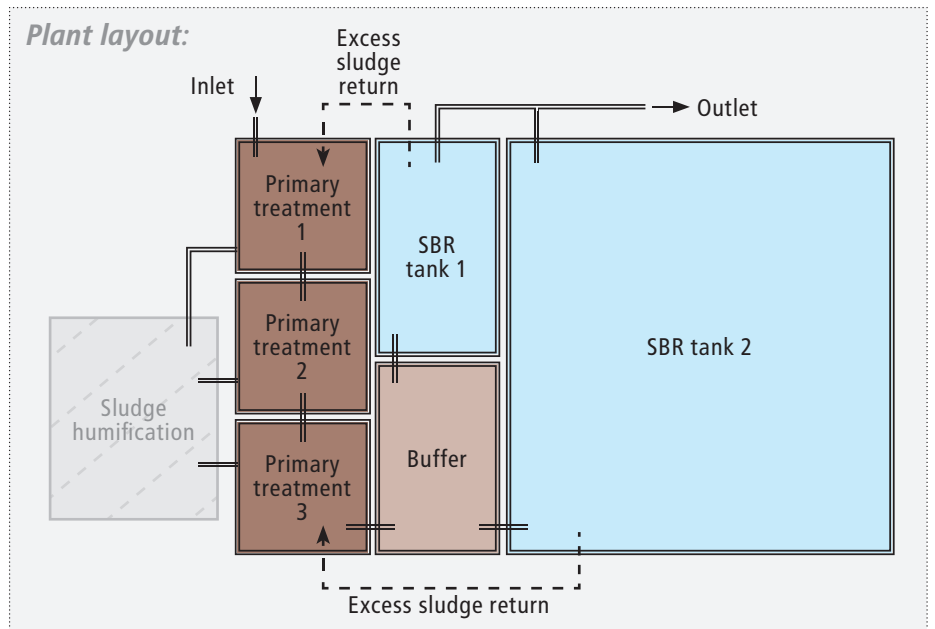 Plant layout:
Excess
sludge
return
Inlet
Outlet
Primary
treatment
1
SBR
tank 1
Primary
treatment
2
SBR tank 2
Sludge
humification
Buffer
Primary
treatment
3
Excess sludge return